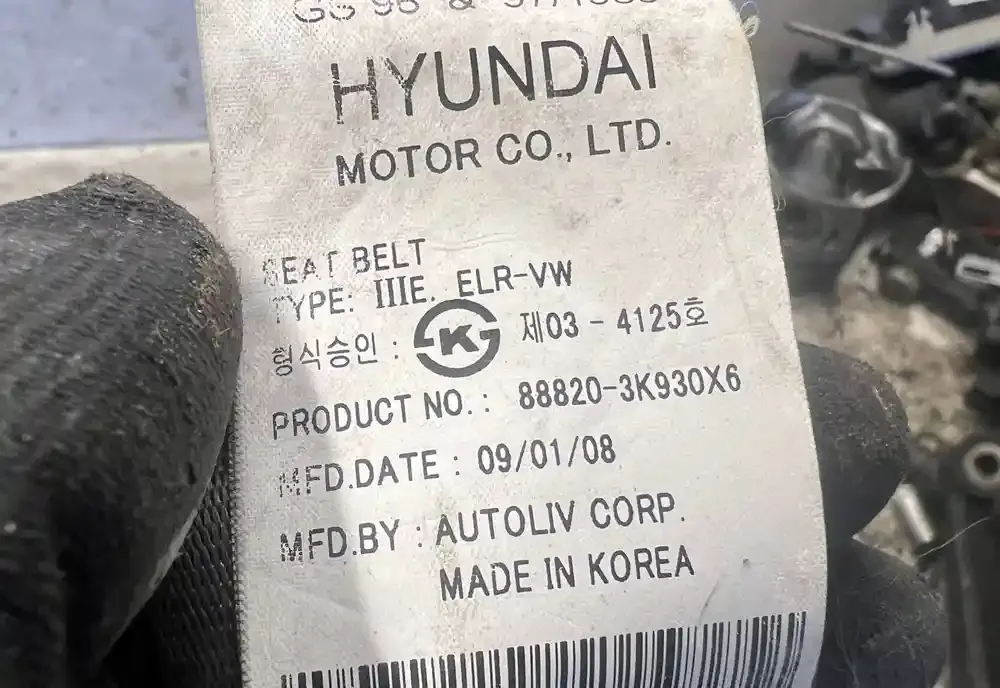 HYUNDAI
MOTOR CO., LTD.
SEAT BELT
TYPE: IIIE. ELR-VW
형식승인 : K 제03 - 4125호
PRODUCT NO. : 88820-3K930X6
MFD.DATE : 09/01/08
MFD.BY : AUTOLIV CORP.
MADE IN KOREA